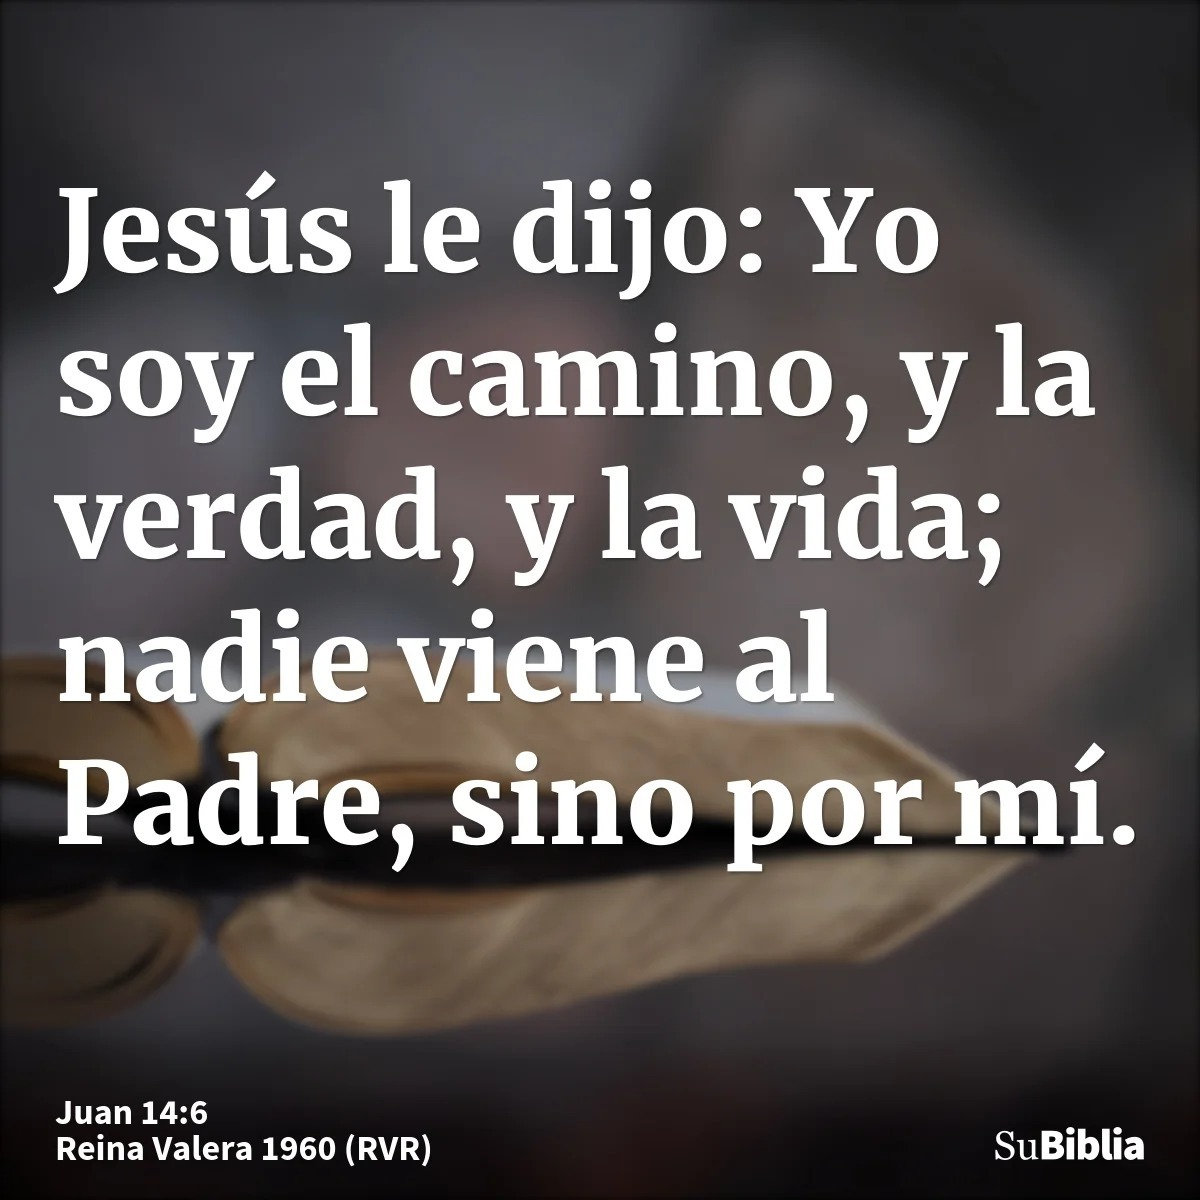 Jesús le dijo: Yo
soy el camino, y la
verdad, y la vida;
nadie viene al
Padre, sino por mí.
Juan 14:6
Reina Valera 1960 (RVR)
SuBiblia